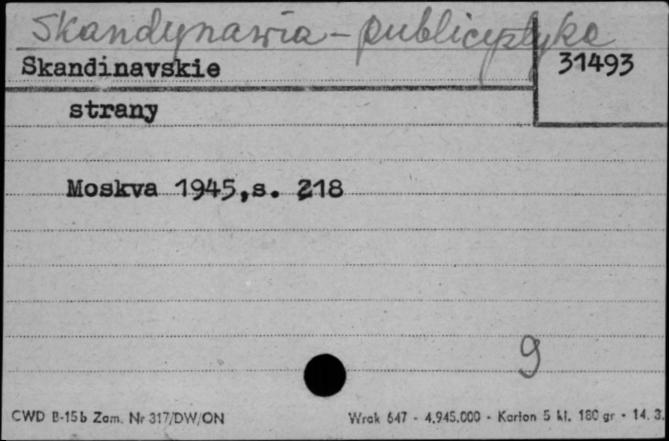 Skandynawia - publicystyka
Skandinavskie
31493
strany
Moskva 1945,s. 218
9
CWD B-15b Zam. Nr 317/DW/ON
Wrak 647 - 4.945.000 - Karton 5 kl. 180 gr - 14. 3.